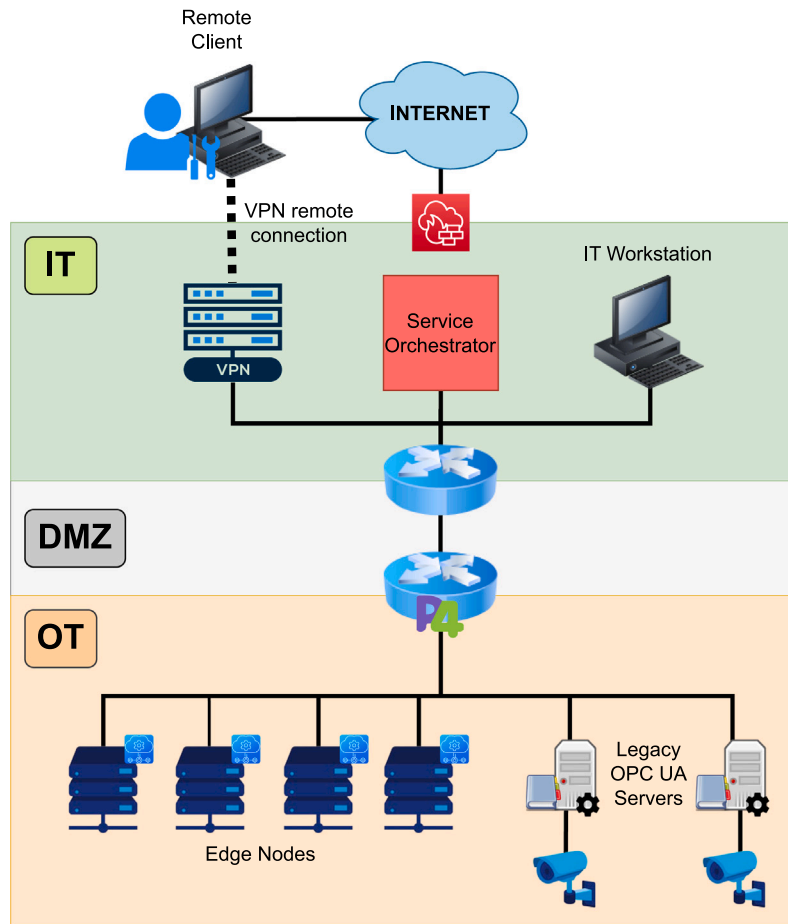 Remote
Client
INTERNET
VPN remote
connection
IT
IT Workstation
Service
Orchestrator
VPN
DMZ
P4
OT
Legacy
OPC UA
Servers
Edge Nodes